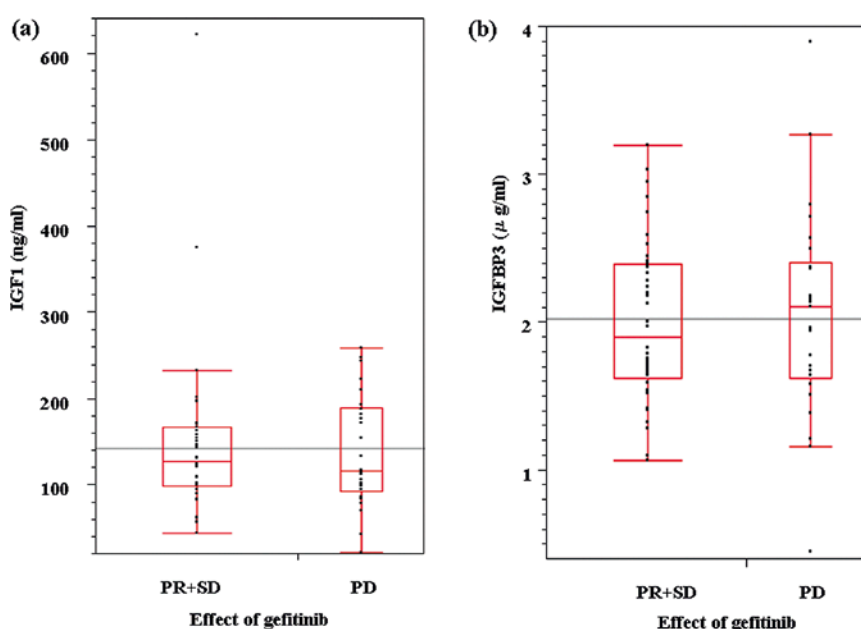 (a)
IGF1 (ng/ml)
600
500
400
300
200
100
PR+SD PD
Effect of gefitinib
(b)
IGFBP3 (μ g/ml)
4
3
2
1
PR+SD PD
Effect of gefitinib